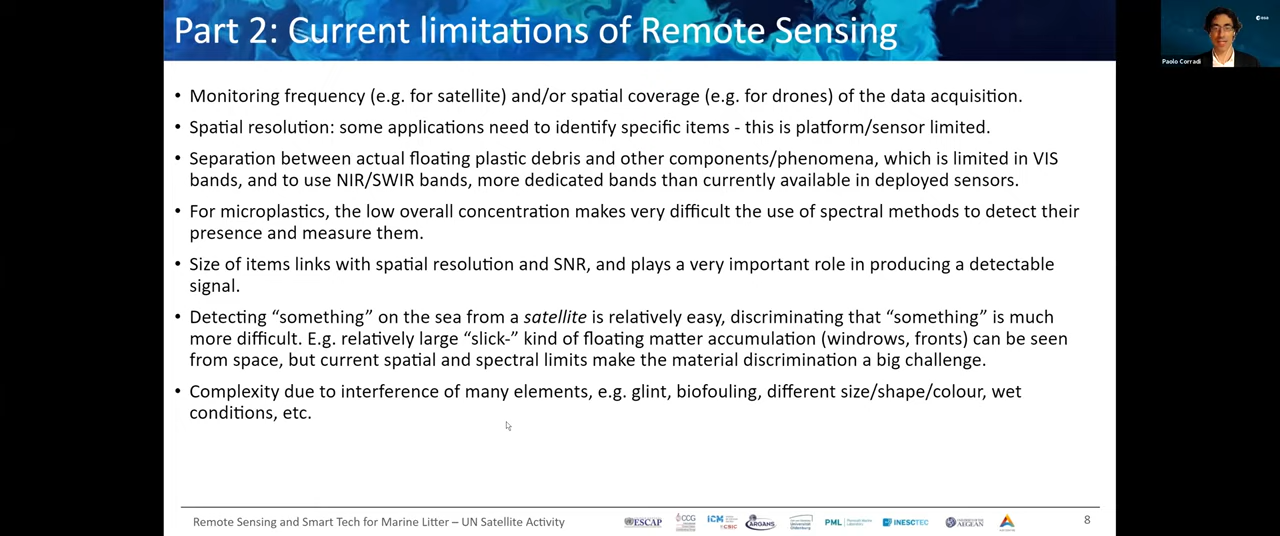 Part 2: Current limitations of Remote Sensing
Paolo Corradi
esa
• Monitoring frequency (e.g. for satellite) and/or spatial coverage (e.g. for drones) of the data acquisition.
• Spatial resolution: some applications need to identify specific items - this is platform/sensor limited.
• Separation between actual floating plastic debris and other components/phenomena, which is limited in VIS
bands, and to use NIR/SWIR bands, more dedicated bands than currently available in deployed sensors.
• For microplastics, the low overall concentration makes very difficult the use of spectral methods to detect their
presence and measure them.
• Size of items links with spatial resolution and SNR, and plays a very important role in producing a detectable
signal.
• Detecting “something” on the sea from a satellite is relatively easy, discriminating that “something” is much
more difficult. E.g. relatively large “slick-” kind of floating matter accumulation (windrows, fronts) can be seen
from space, but current spatial and spectral limits make the material discrimination a big challenge.
• Complexity due to interference of many elements, e.g. glint, biofouling, different size/shape/colour, wet
conditions, etc.
Remote Sensing and Smart Tech for Marine Litter – UN Satellite Activity
ESCAP
CCG
ICM
CSIC
ARGANS
PML
INESCTEC
AEGEAN
8